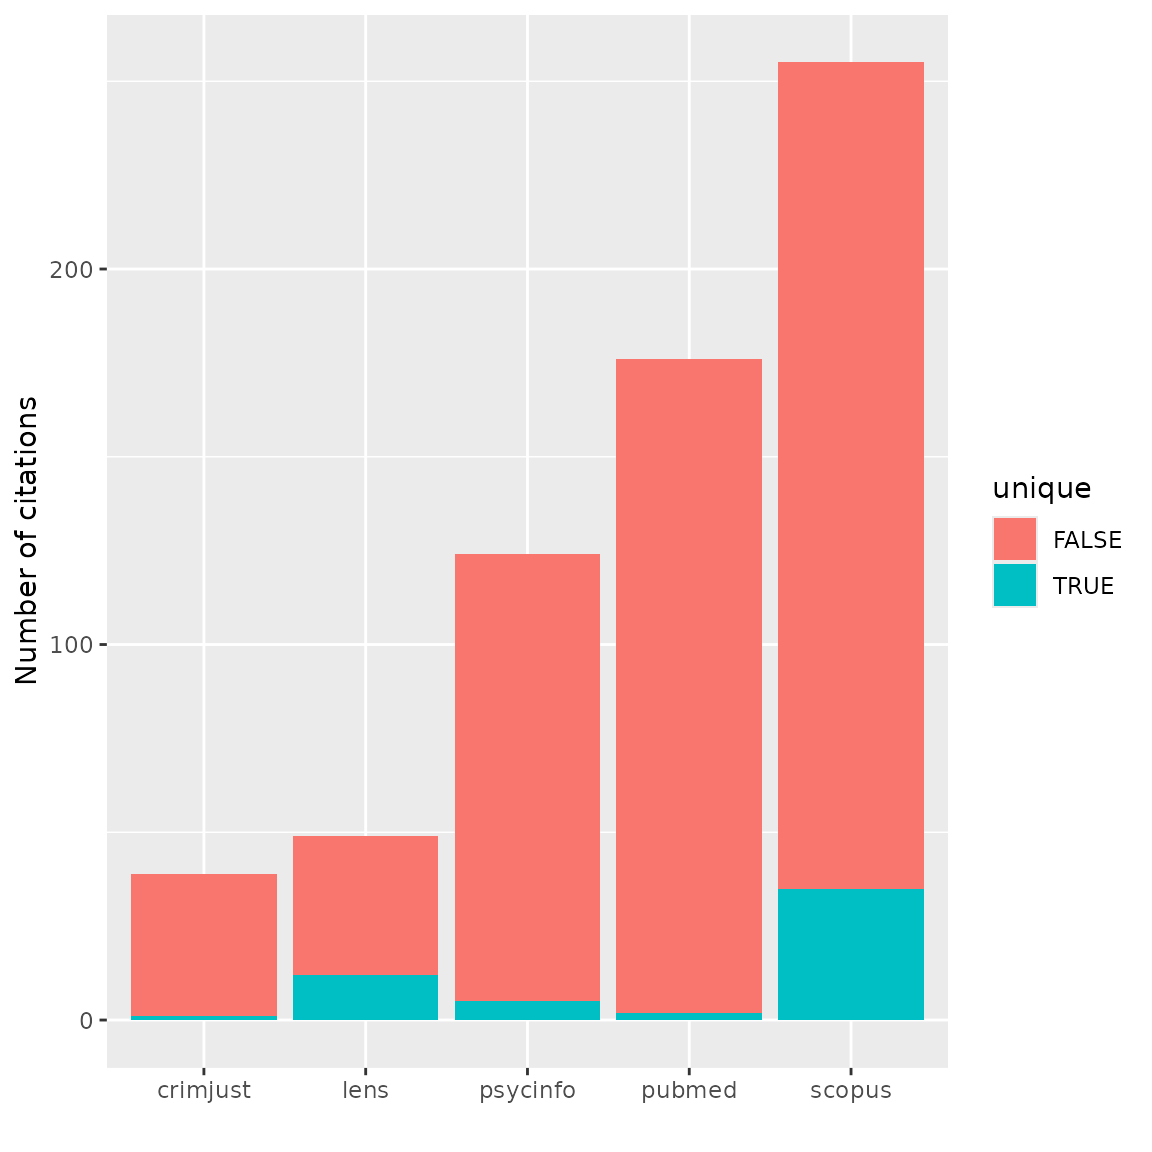 Number of citations
200
100
0
crimjust
lens
psycinfo
pubmed
scopus
unique
FALSE
TRUE